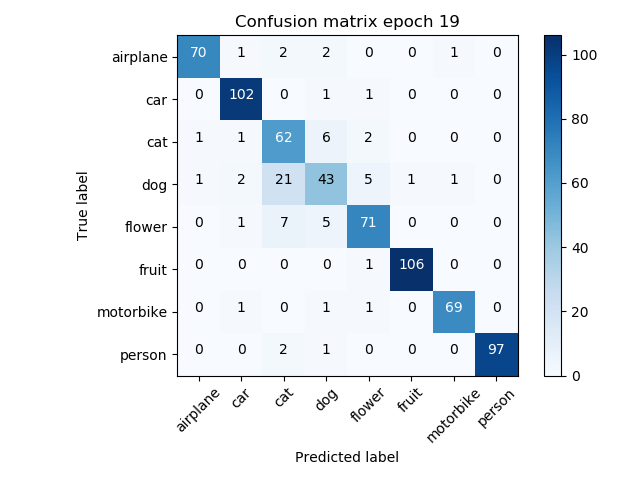 Confusion matrix epoch 19
airplane 70 1 2 2 0 0 1 0
car 0 102 0 1 1 0 0 0
cat 1 1 62 6 2 0 0 0
dog 1 2 21 43 5 1 1 0
flower 0 1 7 5 71 0 0 0
fruit 0 0 0 0 1 106 0 0
motorbike 0 1 0 1 1 0 69 0
person 0 0 2 1 0 0 0 97
airplane car cat dog flower fruit motorbike person
Predicted label
True label
100
80
60
40
20
0